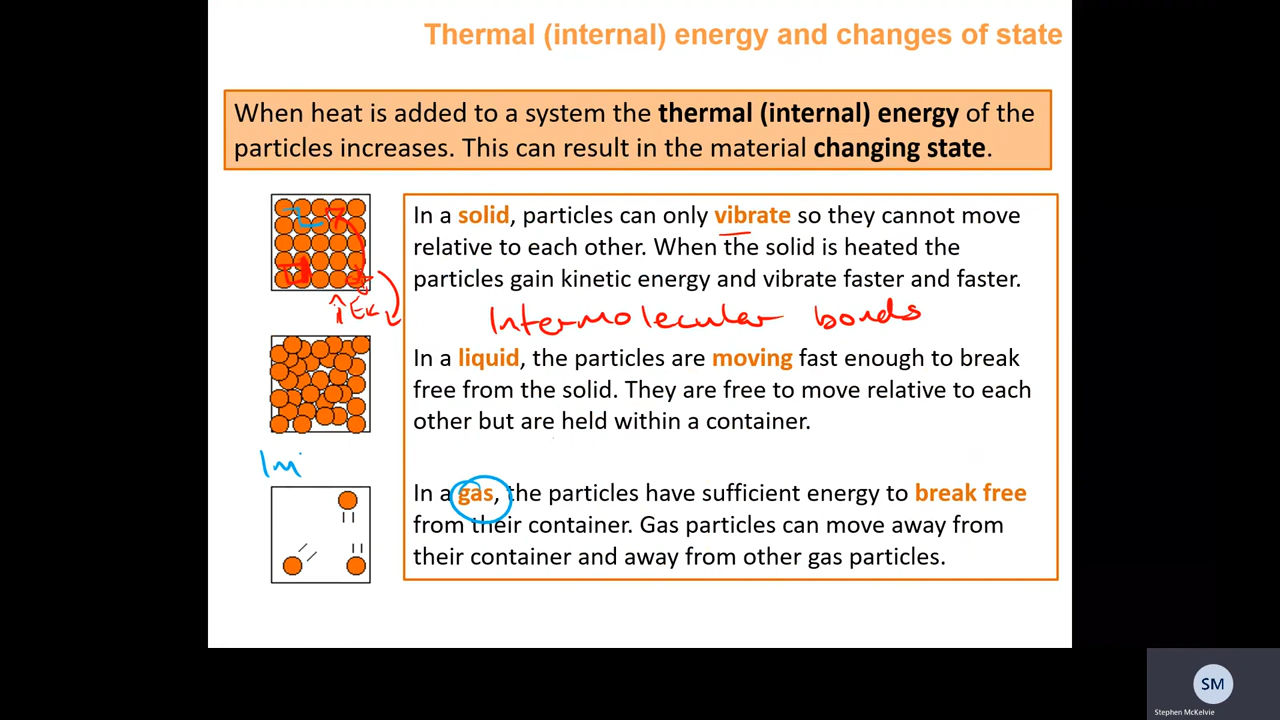 Thermal (internal) energy and changes of state
When heat is added to a system the thermal (internal) energy of the
particles increases. This can result in the material changing state.
In a solid, particles can only vibrate so they cannot move
relative to each other. When the solid is heated the
particles gain kinetic energy and vibrate faster and faster.
↑Ek
Intermolecular bonds
In a liquid, the particles are moving fast enough to break
free from the solid. They are free to move relative to each
other but are held within a container.
In a gas, the particles have sufficient energy to break free
from their container. Gas particles can move away from
their container and away from other gas particles.
SM
Stephen McKelvie